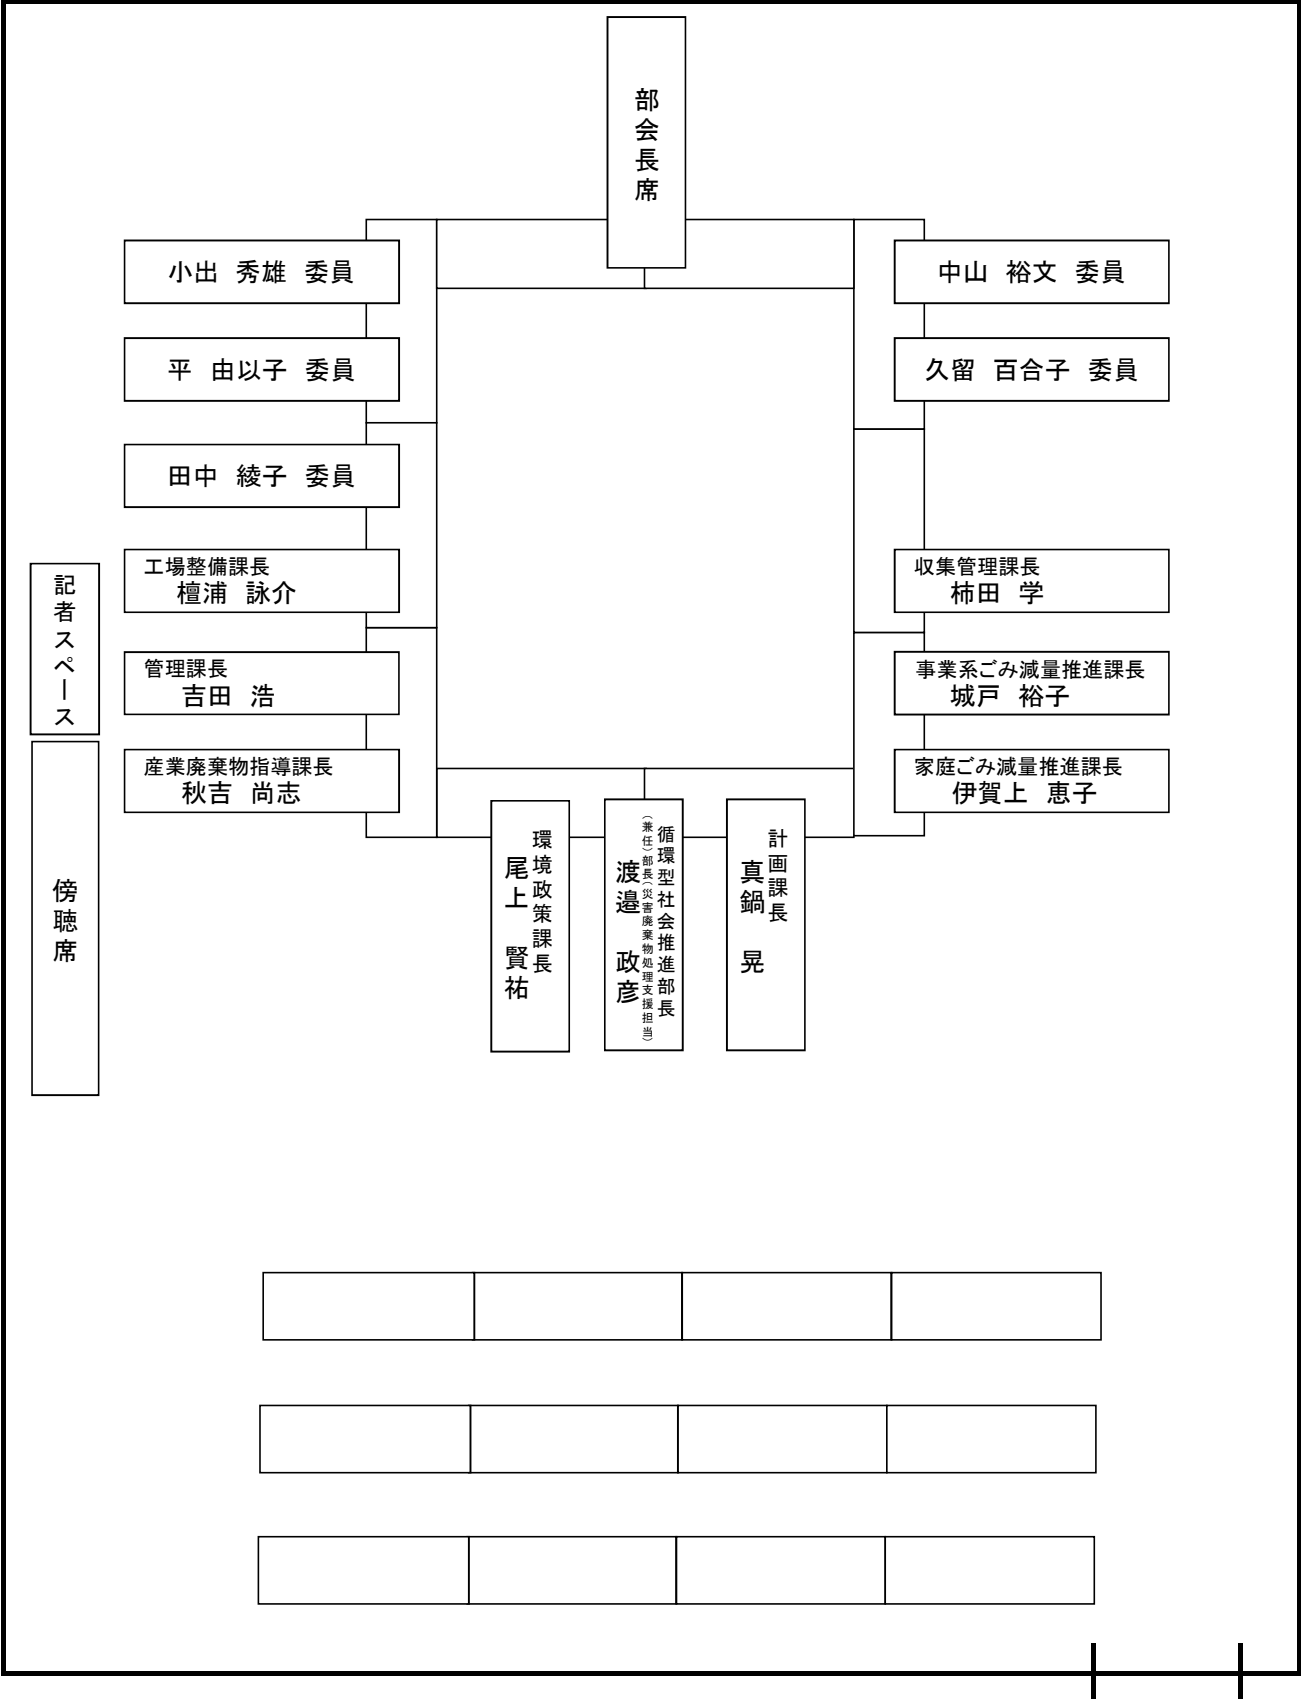 部会長席
小出 秀雄 委員
中山 裕文 委員
平 由以子 委員
久留 百合子 委員
田中 綾子 委員
工場整備課長
檀浦 詠介
収集管理課長
柿田 学
記者スペース
管理課長
吉田 浩
事業系ごみ減量推進課長
城戸 裕子
産業廃棄物指導課長
秋吉 尚志
家庭ごみ減量推進課長
伊賀上 恵子
傍聴席
環境政策課長
尾上 賢祐
循環型社会推進部長
（兼任）部長（災害廃棄物処理支援担当）
渡邉 政彦
計画課長
真鍋 晃